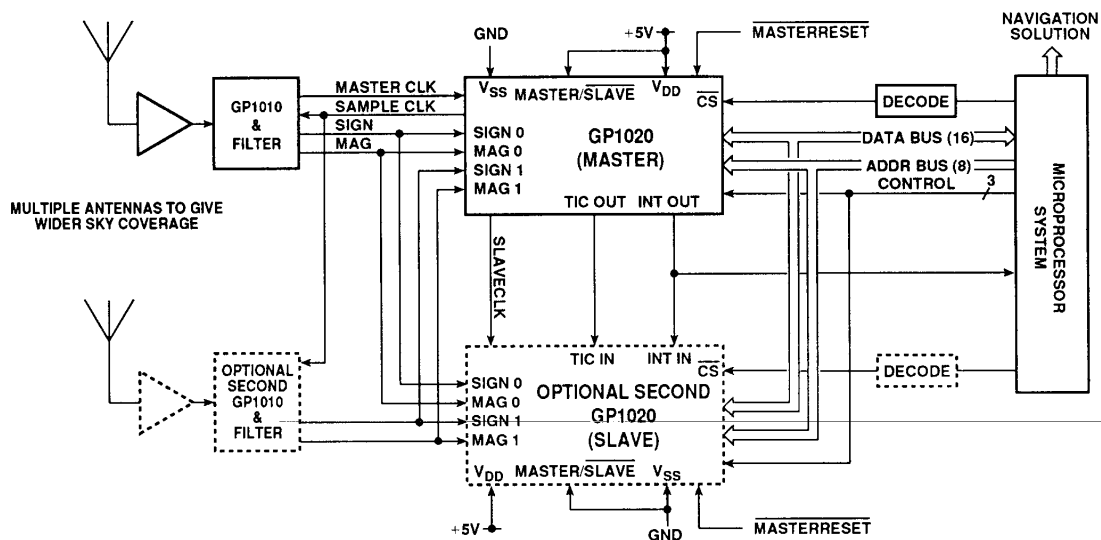 NAVIGATION
SOLUTION
+5V
MASTERRESET
GND
MASTER CLK
SAMPLE CLK
SIGN
MAG
GP1010
&
FILTER
VSS
MASTER/SLAVE
VDD
CS
SIGN 0
MAG 0
SIGN 1
MAG 1
GP1020
(MASTER)
TIC OUT
INT OUT
DECODE
DATA BUS (16)
ADDR BUS (8)
CONTROL
3
MICROPROCESSOR
SYSTEM
MULTIPLE ANTENNAS TO GIVE
WIDER SKY COVERAGE
SLAVECLK
OPTIONAL
SECOND
GP1010
&
FILTER
TIC IN
INT IN
CS
DECODE
SIGN 0
MAG 0
SIGN 1
MAG 1
OPTIONAL SECOND
GP1020
(SLAVE)
VDD
MASTER/SLAVE
VSS
+5V
GND
MASTERRESET